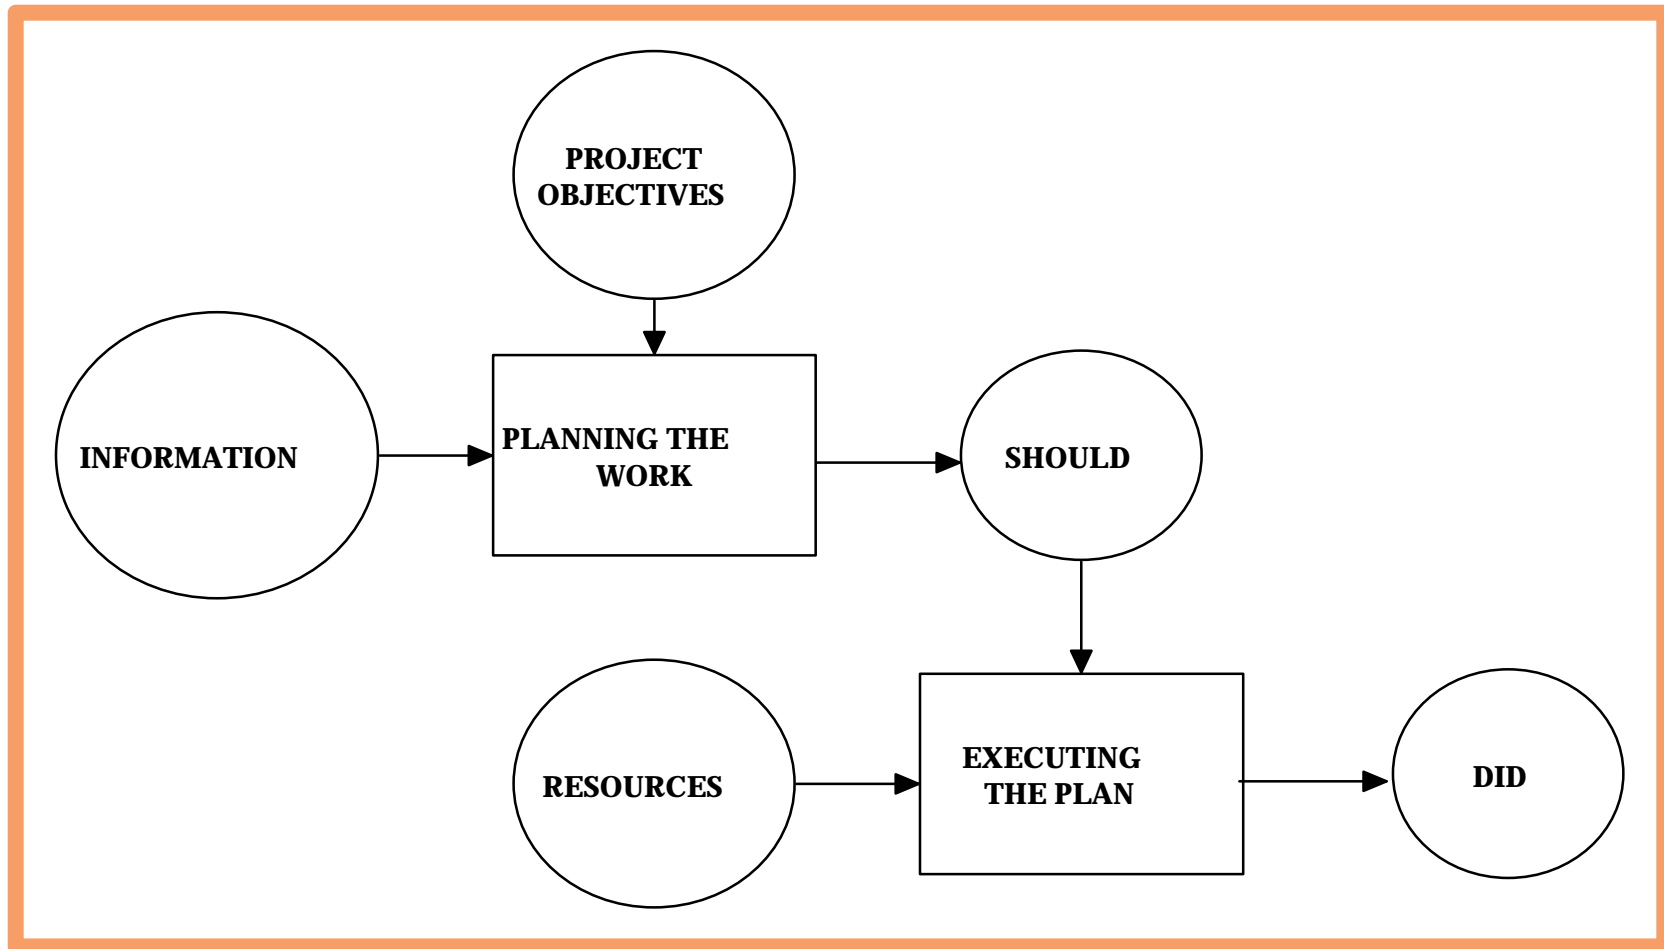 PROJECT
OBJECTIVES
INFORMATION
PLANNING THE
WORK
SHOULD
RESOURCES
EXECUTING
THE PLAN
DID